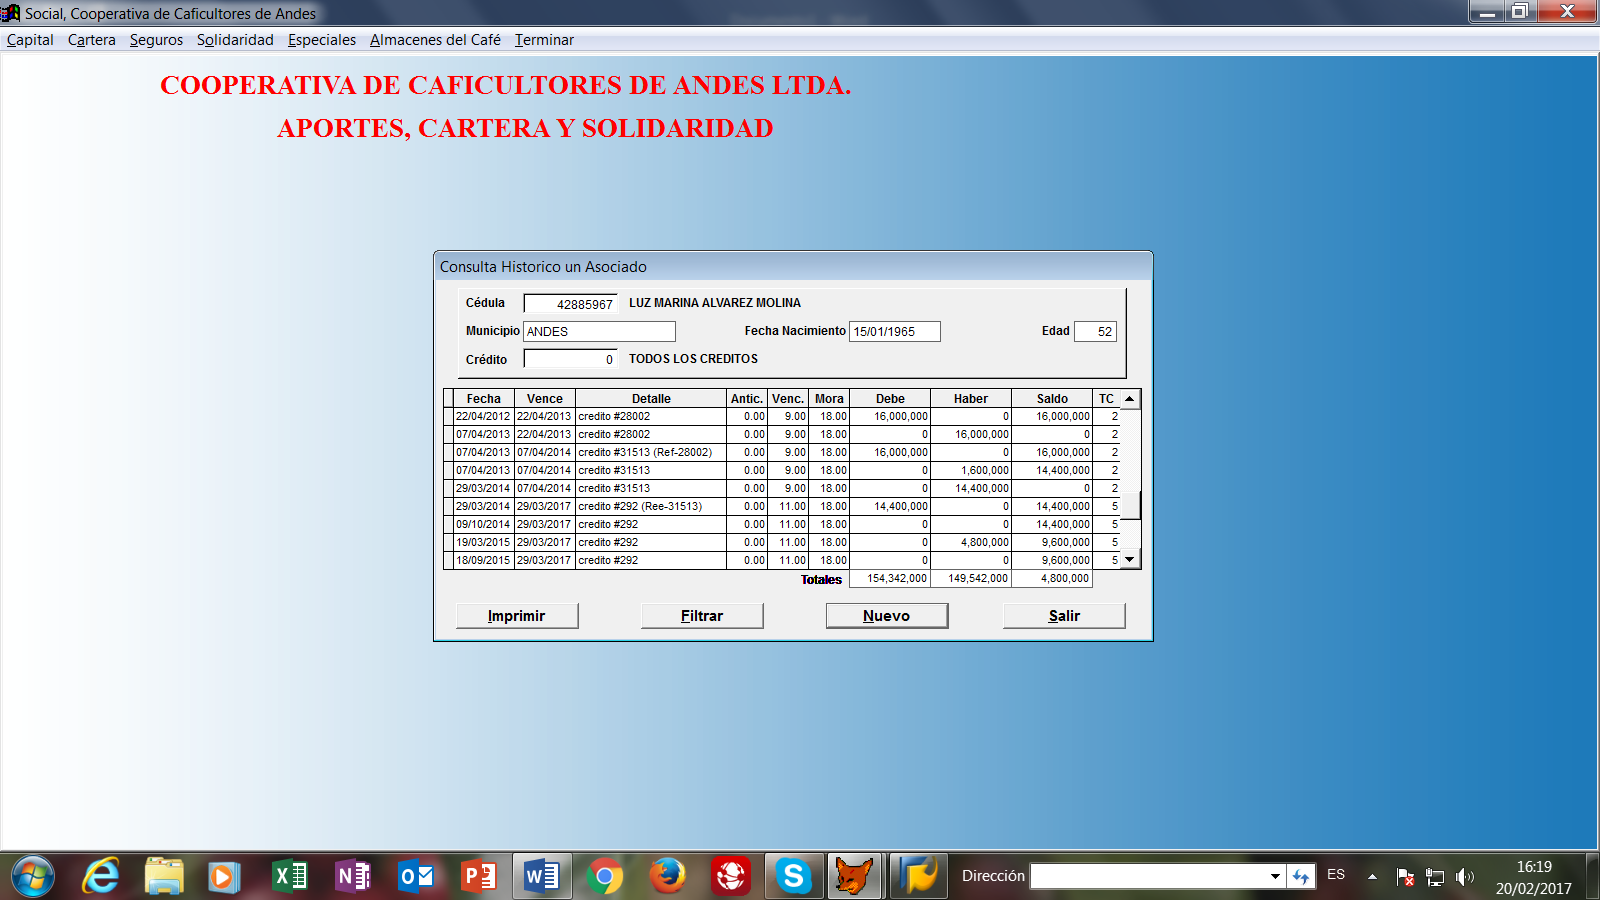 Social, Cooperativa de Caficultores de Andes
Capital Cartera Seguros Solidaridad Especiales Almacenes del Café Terminar
COOPERATIVA DE CAFICULTORES DE ANDES LTDA.
APORTES, CARTERA Y SOLIDARIDAD
Consulta Historico un Asociado
Cédula 42885967 LUZ MARINA ALVAREZ MOLINA
Municipio ANDES Fecha Nacimiento 15/01/1965 Edad 52
Crédito 0 TODOS LOS CREDITOS
Fecha Vence Detalle Antic. Venc. Mora Debe Haber Saldo TC
22/04/2012 22/04/2013 credito #28002 0.00 9.00 18.00 16,000,000 0 16,000,000 2
07/04/2013 22/04/2013 credito #28002 0.00 9.00 18.00 0 16,000,000 0 2
07/04/2013 07/04/2014 credito #31513 (Ref-28002) 0.00 9.00 18.00 16,000,000 0 16,000,000 2
07/04/2013 07/04/2014 credito #31513 0.00 9.00 18.00 0 1,600,000 14,400,000 2
29/03/2014 07/04/2014 credito #31513 0.00 9.00 18.00 0 14,400,000 0 2
29/03/2014 29/03/2017 credito #292 (Ree-31513) 0.00 11.00 18.00 14,400,000 0 14,400,000 5
09/10/2014 29/03/2017 credito #292 0.00 11.00 18.00 0 0 14,400,000 5
19/03/2015 29/03/2017 credito #292 0.00 11.00 18.00 0 4,800,000 9,600,000 5
18/09/2015 29/03/2017 credito #292 0.00 11.00 18.00 0 0 9,600,000 5
Totales 154,342,000 149,542,000 4,800,000
Imprimir Filtrar Nuevo Salir
Dirección ES 16:19
20/02/2017